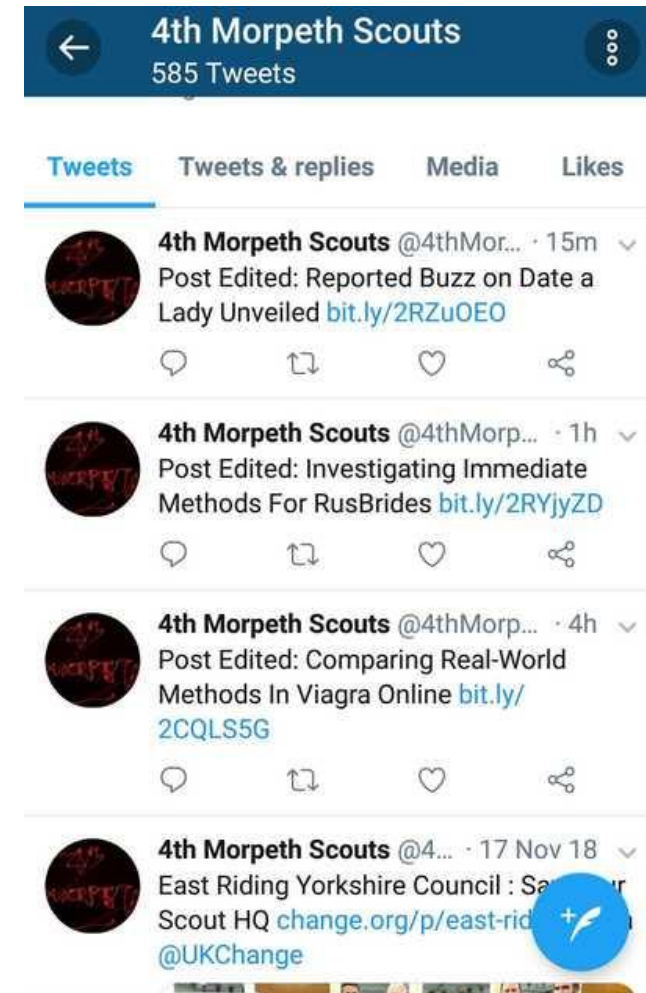 4th Morpeth Scouts
585 Tweets
Tweets Tweets & replies Media Likes
4th Morpeth Scouts @4thMor... · 15m
Post Edited: Reported Buzz on Date a
Lady Unveiled bit.ly/2RZuOEO
4th Morpeth Scouts @4thMorp... · 1h
Post Edited: Investigating Immediate
Methods For RusBrides bit.ly/2RYjyZD
4th Morpeth Scouts @4thMorp... · 4h
Post Edited: Comparing Real-World
Methods In Viagra Online bit.ly/
2CQLS5G
4th Morpeth Scouts @4... · 17 Nov 18
East Riding Yorkshire Council :
Scout HQ change.org/p/east-rid
@UKChange